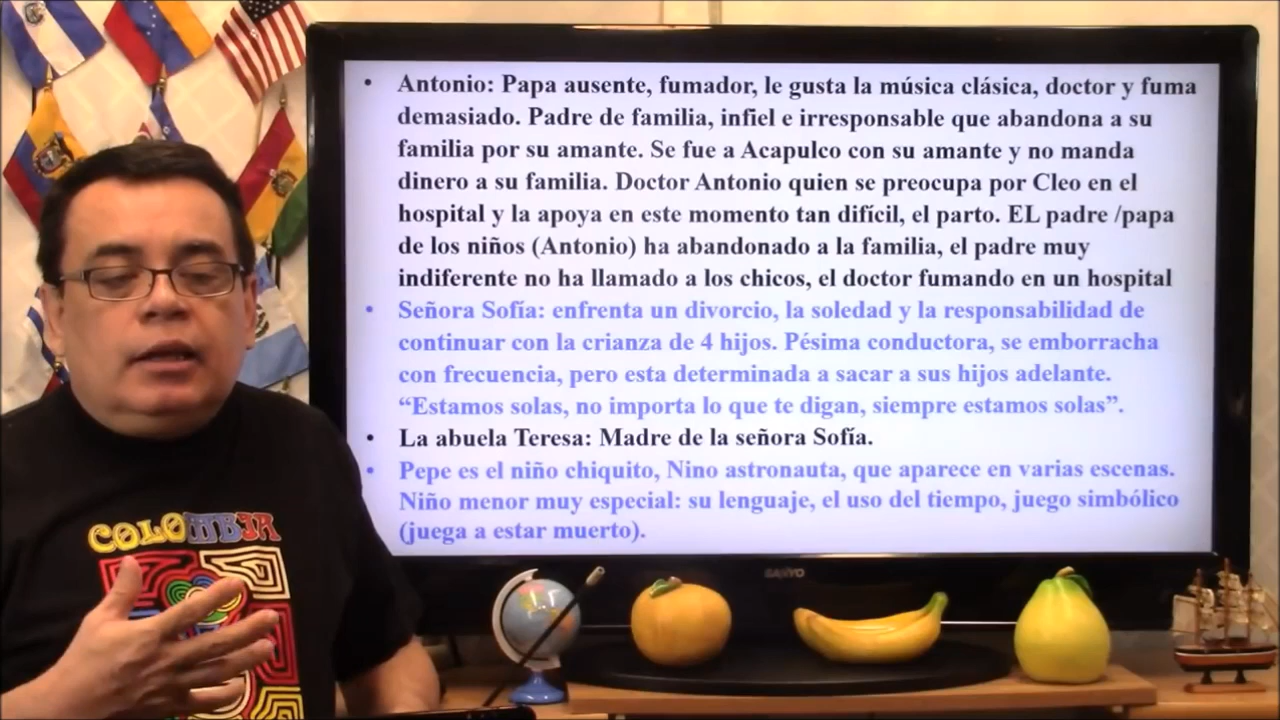 • Antonio: Papa ausente, fumador, le gusta la música clásica, doctor y fuma
demasiado. Padre de familia, infiel e irresponsable que abandona a su
familia por su amante. Se fue a Acapulco con su amante y no manda
dinero a su familia. Doctor Antonio quien se preocupa por Cleo en el
hospital y la apoya en este momento tan difícil, el parto. EL padre /papa
de los niños (Antonio) ha abandonado a la familia, el padre muy
indiferente no ha llamado a los chicos, el doctor fumando en un hospital
• Señora Sofía: enfrenta un divorcio, la soledad y la responsabilidad de
continuar con la crianza de 4 hijos. Pésima conductora, se emborracha
con frecuencia, pero esta determinada a sacar a sus hijos adelante.
“Estamos solas, no importa lo que te digan, siempre estamos solas”.
• La abuela Teresa: Madre de la señora Sofía.
• Pepe es el niño chiquito, Nino astronauta, que aparece en varias escenas.
Niño menor muy especial: su lenguaje, el uso del tiempo, juego simbólico
(juega a estar muerto).
SANYO
COLOMBIA